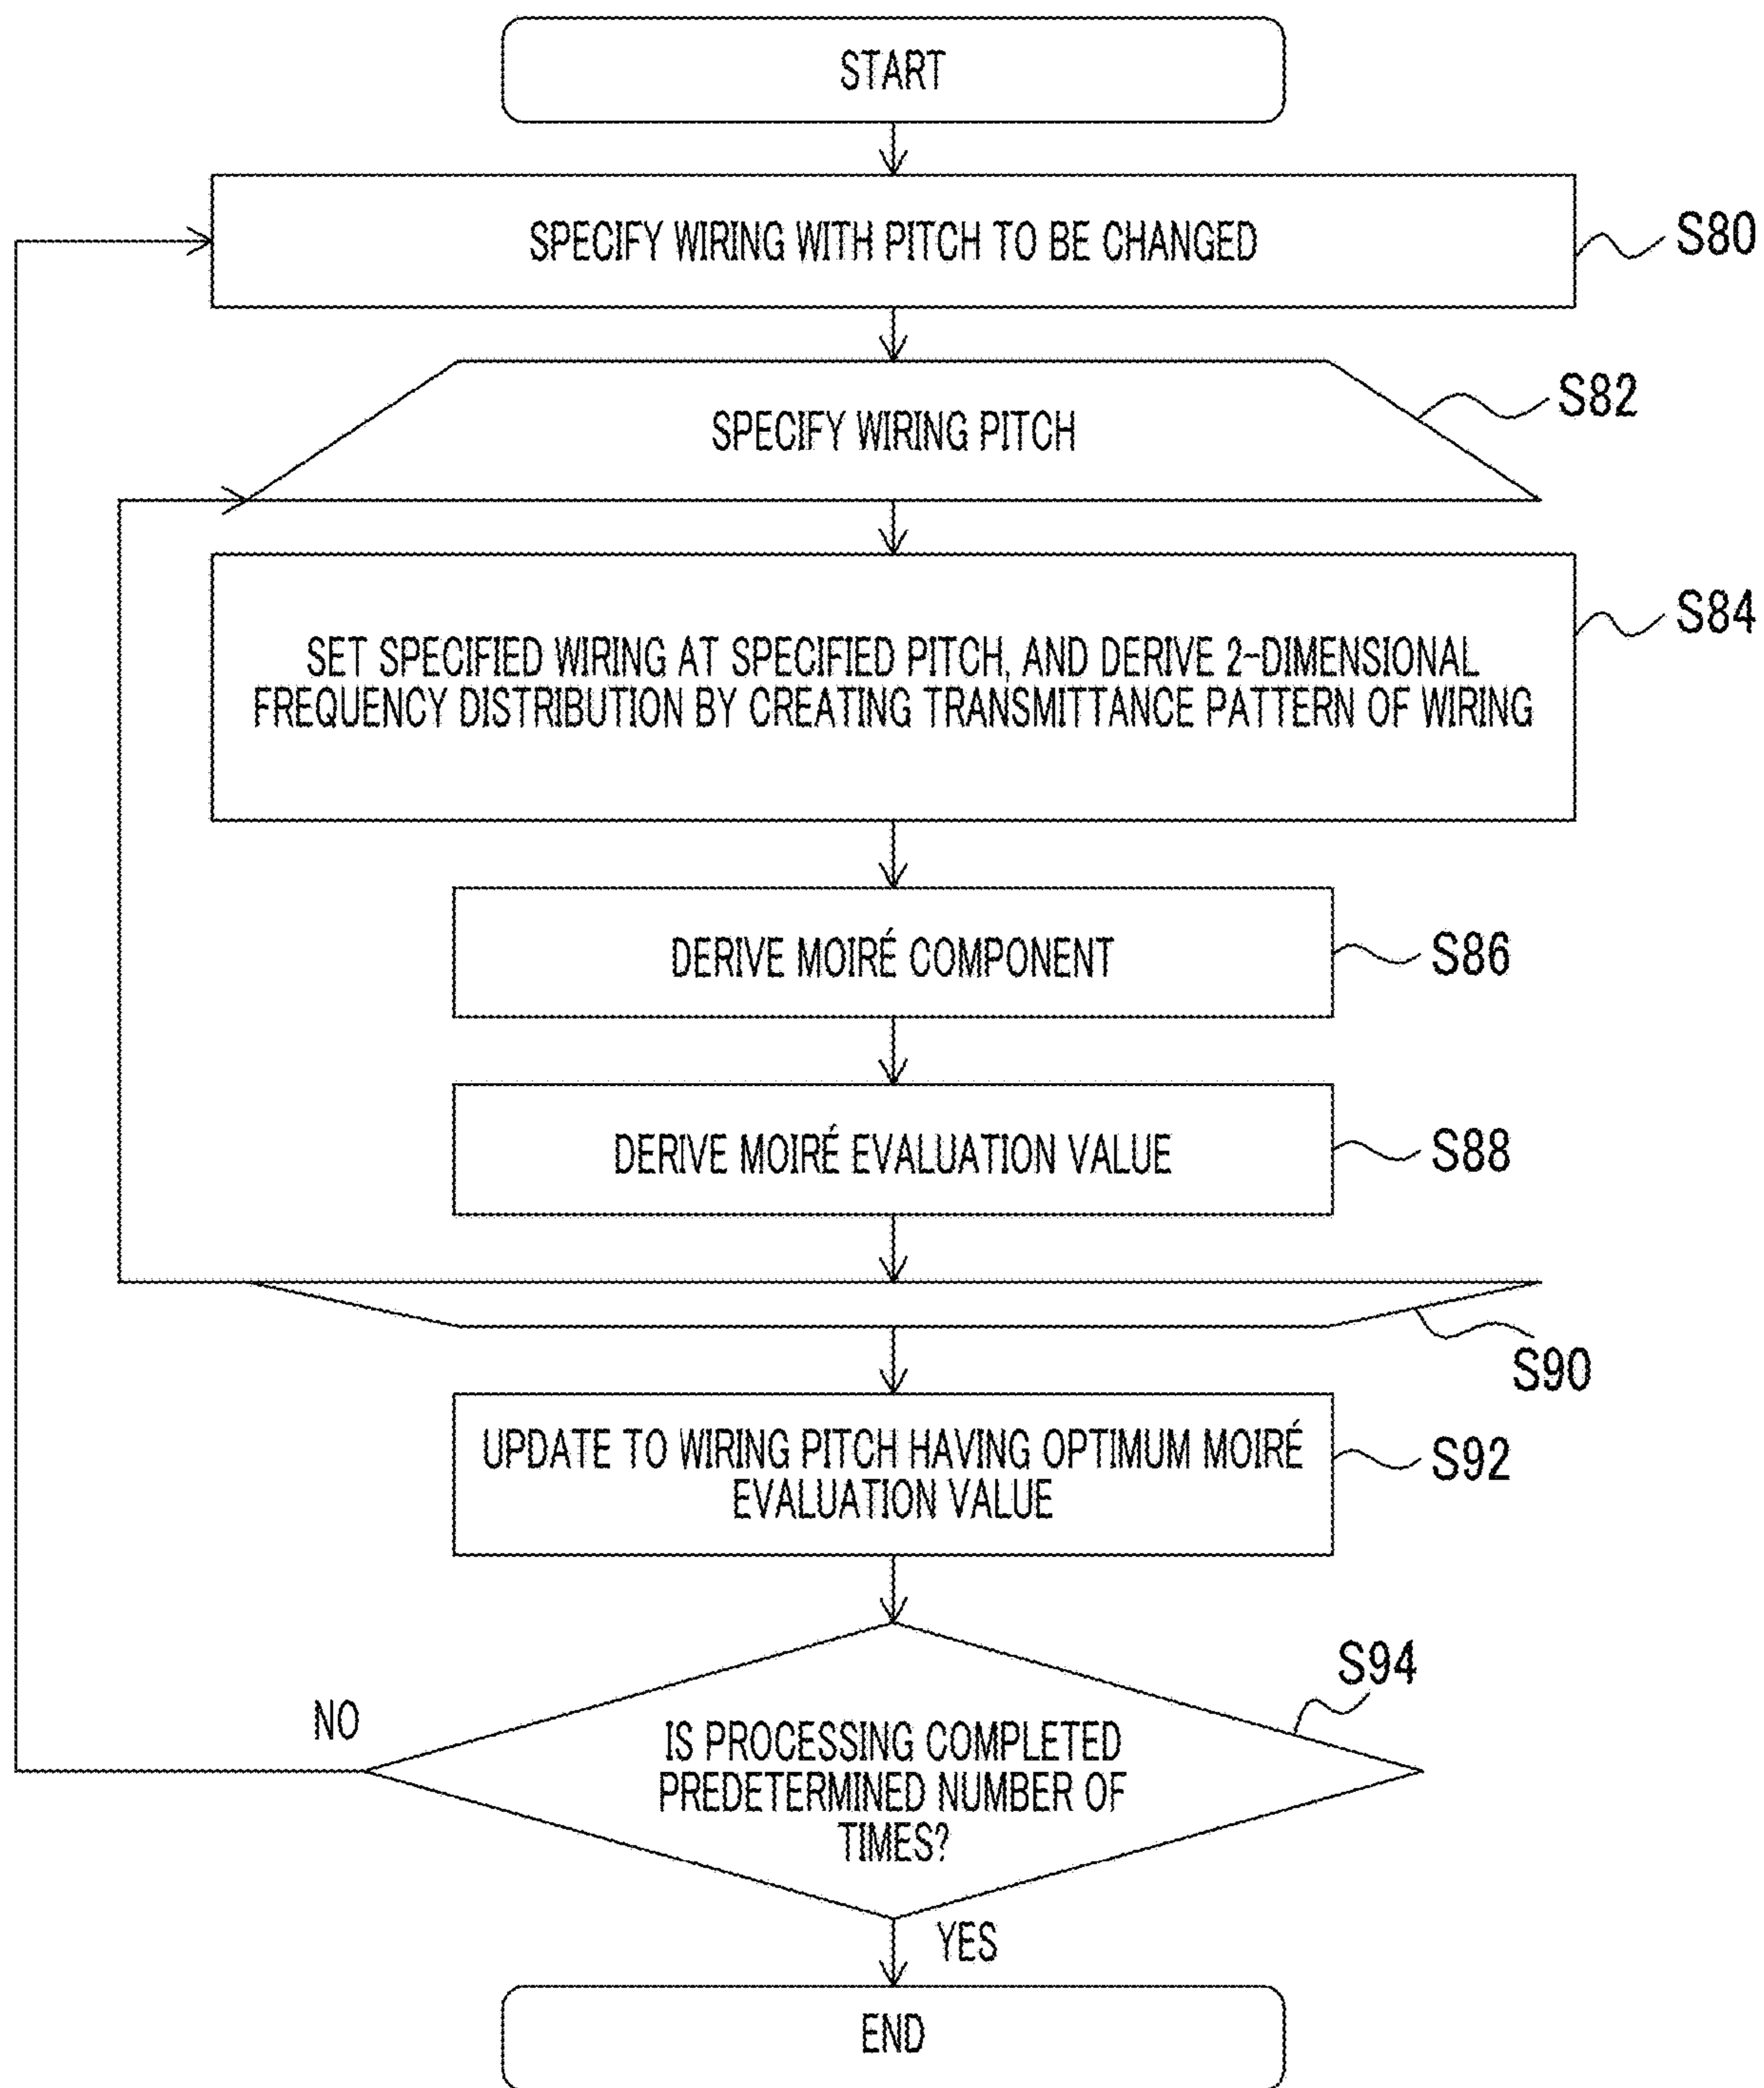 START
SPECIFY WIRING WITH PITCH TO BE CHANGED
S80
SPECIFY WIRING PITCH
S82
SET SPECIFIED WIRING AT SPECIFIED PITCH, AND DERIVE 2-DIMENSIONAL
FREQUENCY DISTRIBUTION BY CREATING TRANSMITTANCE PATTERN OF WIRING
S84
DERIVE MOIRÉ COMPONENT
S86
DERIVE MOIRÉ EVALUATION VALUE
S88
S90
UPDATE TO WIRING PITCH HAVING OPTIMUM MOIRÉ
EVALUATION VALUE
S92
S94
NO
IS PROCESSING COMPLETED
PREDETERMINED NUMBER OF
TIMES?
YES
END